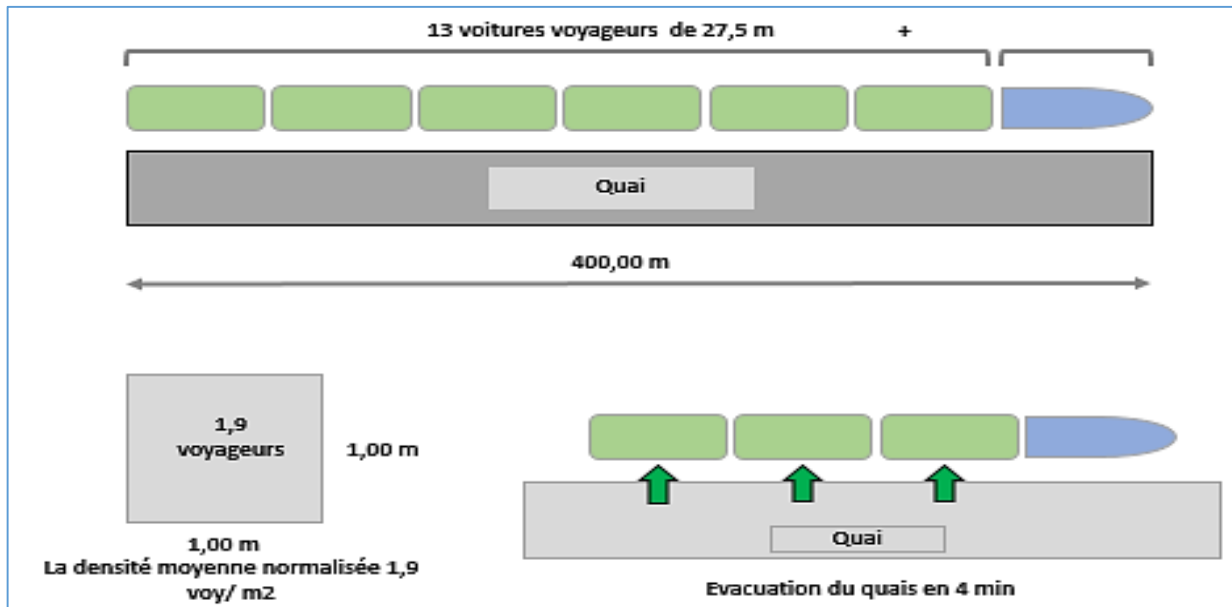 13 voitures voyageurs de 27,5 m +
Quai
400,00 m
1,9
voyageurs
1,00 m
1,00 m
La densité moyenne normalisée 1,9
voy/ m2
Quai
Evacuation du quais en 4 min